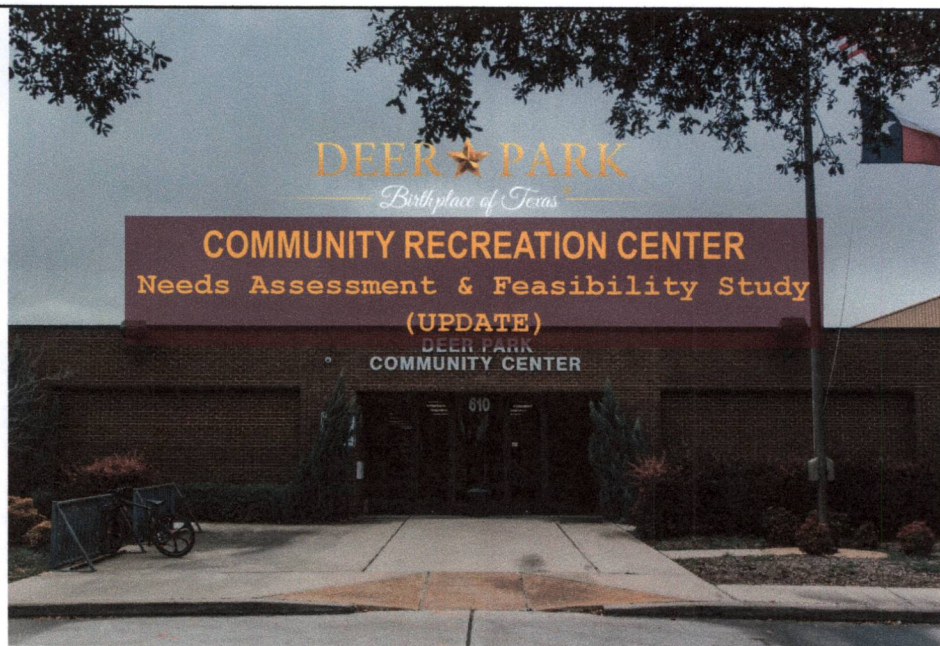 DEER PARK
Birthplace of Texas
COMMUNITY RECREATION CENTER
Needs Assessment & Feasibility Study
(UPDATE)
DEER PARK
COMMUNITY CENTER
610